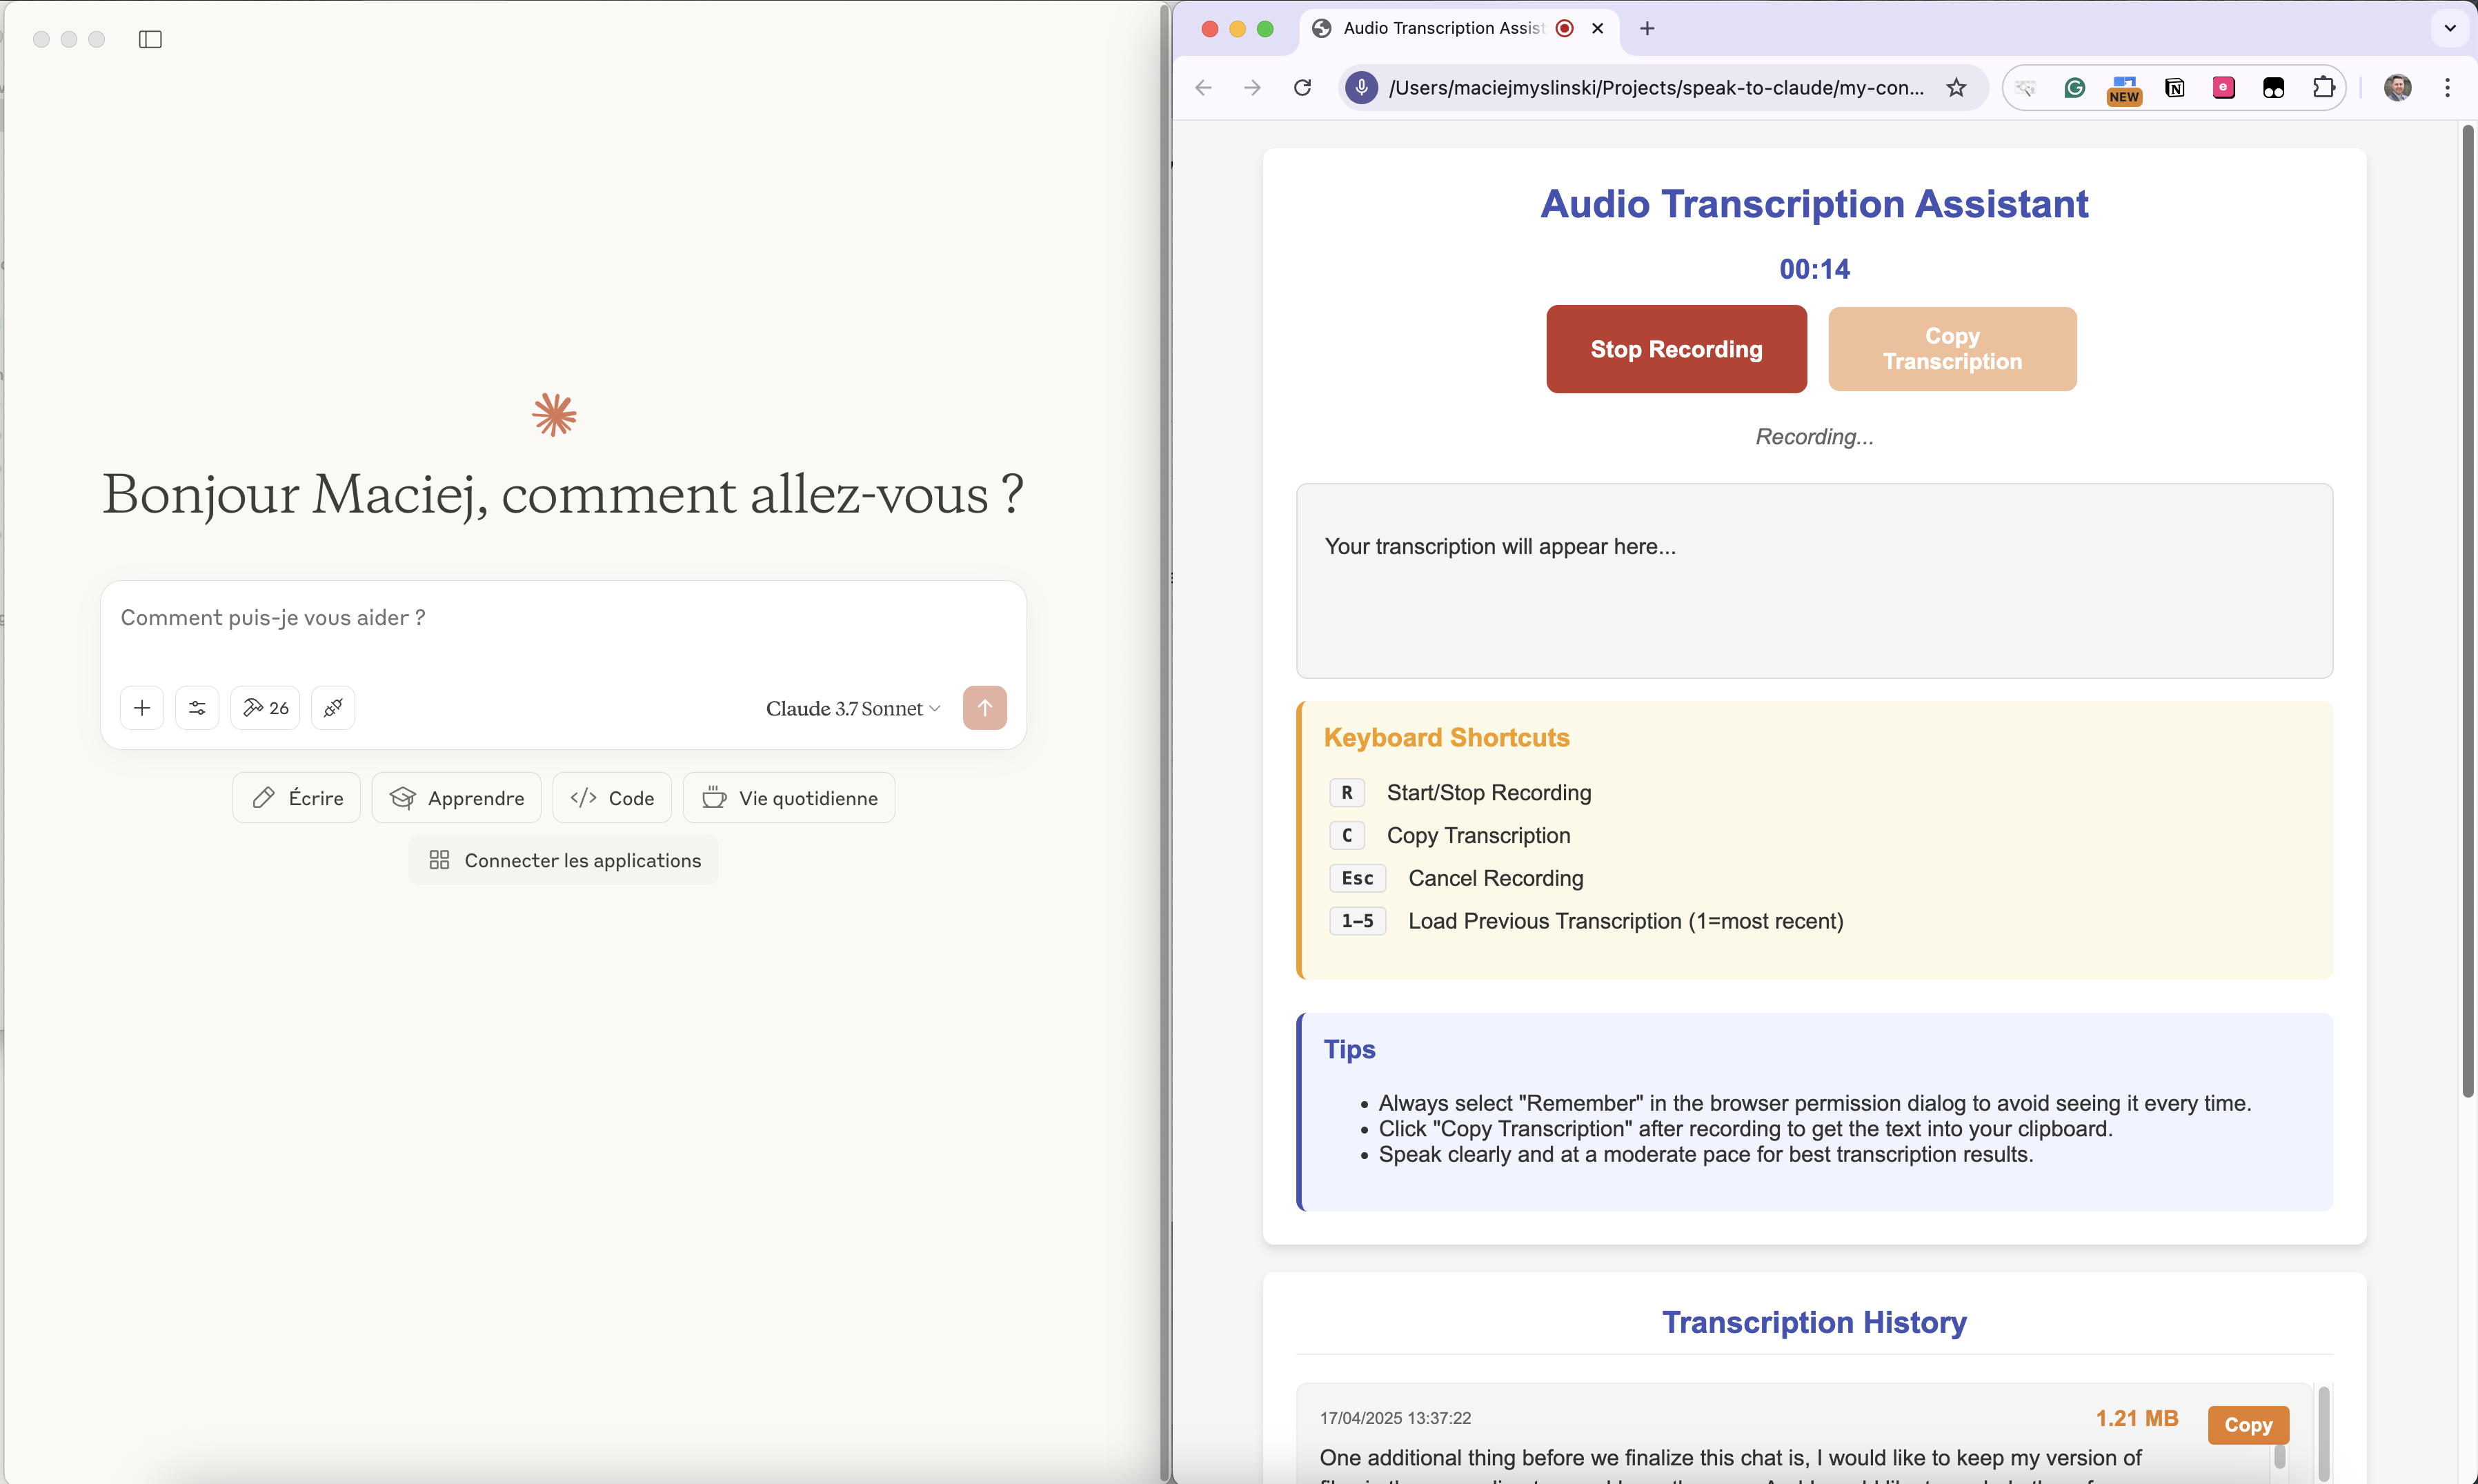 Bonjour Maciej, comment allez-vous ?
Comment puis-je vous aider ?
26
Claude 3.7 Sonnet
Écrire
Apprendre
Code
Vie quotidienne
Connecter les applications
Audio Transcription Assist
/Users/maciejmyslinski/Projects/speak-to-claude/my-con...
NEW
Audio Transcription Assistant
00:14
Stop Recording
Copy
Transcription
Recording...
Your transcription will appear here...
Keyboard Shortcuts
R Start/Stop Recording
C Copy Transcription
Esc Cancel Recording
1–5 Load Previous Transcription (1=most recent)
Tips
• Always select "Remember" in the browser permission dialog to avoid seeing it every time.
• Click "Copy Transcription" after recording to get the text into your clipboard.
• Speak clearly and at a moderate pace for best transcription results.
Transcription History
17/04/2025 13:37:22
1.21 MB
Copy
One additional thing before we finalize this chat is, I would like to keep my version of